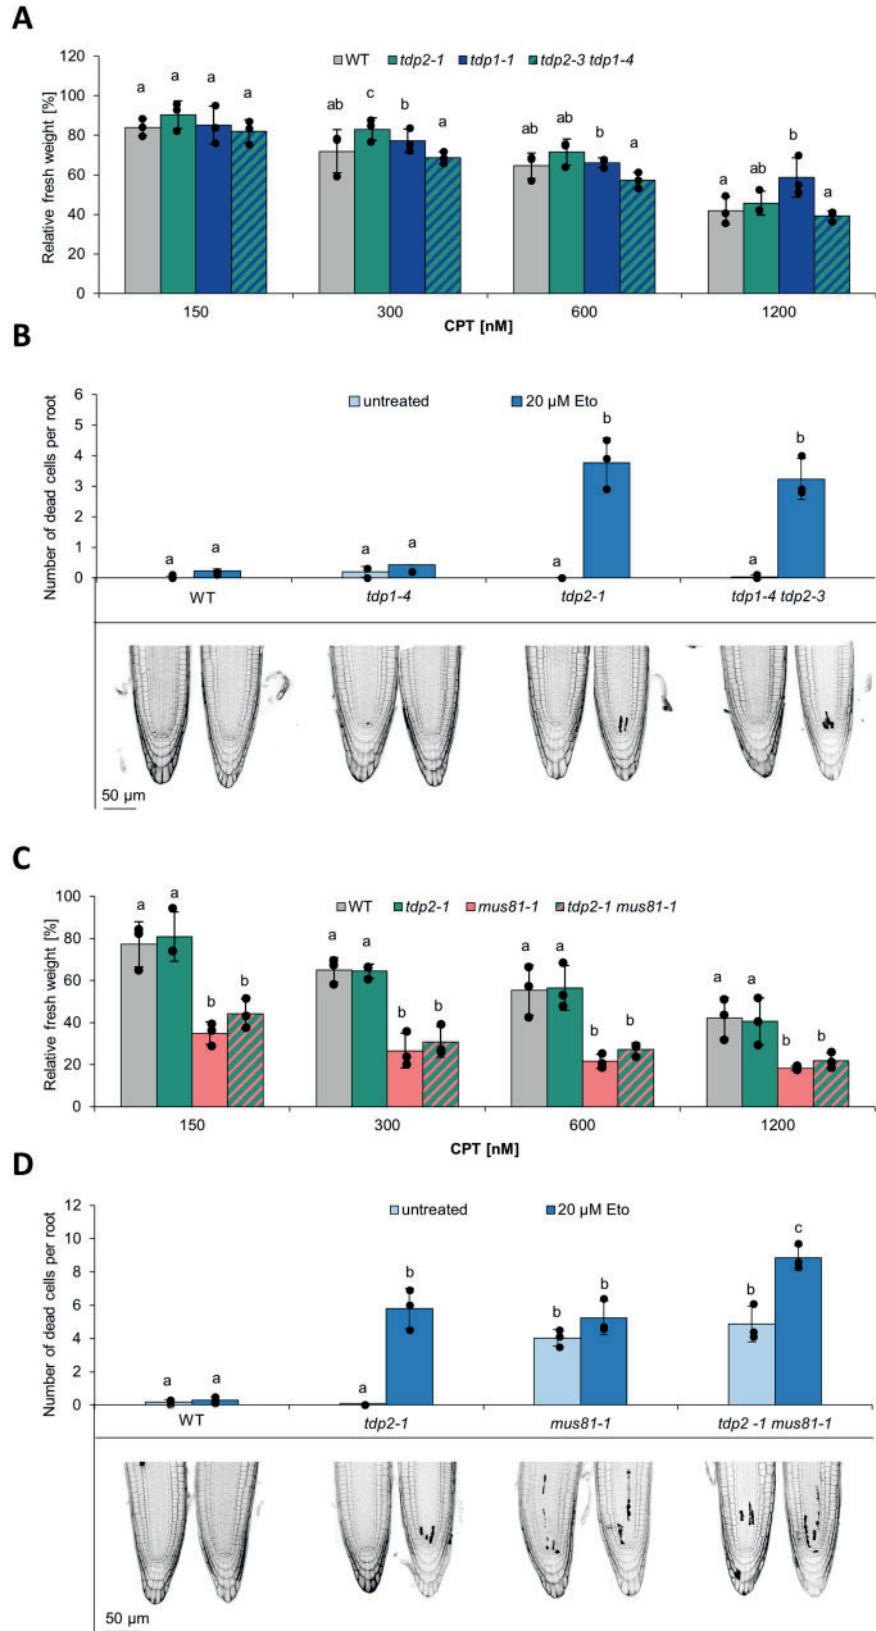 A
WT tdp2-1 tdp1-1 tdp2-3 tdp1-4
Relative fresh weight [%]
120
100
80
60
40
20
0
a a a a
ab c b a
ab ab b a
a ab b a
150 300 600 1200
CPT [nM]
B
untreated 20 µM Eto
Number of dead cells per root
6
5
4
3
2
1
0
a a a a a b a b
WT tdp1-4 tdp2-1 tdp1-4 tdp2-3
50 µm
C
WT tdp2-1 mus81-1 tdp2-1 mus81-1
Relative fresh weight [%]
100
80
60
40
20
0
a a b b
a a b b
a a b b
a a b b
150 300 600 1200
CPT [nM]
D
untreated 20 µM Eto
Number of dead cells per root
12
10
8
6
4
2
0
a a a b b b b c
WT tdp2-1 mus81-1 tdp2 -1 mus81-1
50 µm